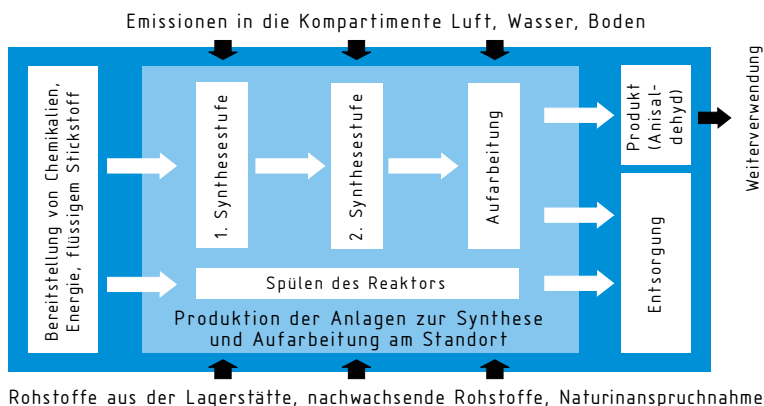 Emissionen in die Kompartimente Luft, Wasser, Boden
Bereitstellung von Chemikalien,
Energie, flüssigem Stickstoff
1. Synthesestufe
2. Synthesestufe
Aufarbeitung
Produkt
(Anisal-
dehyd)
Weiterverwendung
Entsorgung
Spülen des Reaktors
Produktion der Anlagen zur Synthese
und Aufarbeitung am Standort
Rohstoffe aus der Lagerstätte, nachwachsende Rohstoffe, Naturinanspruchnahme